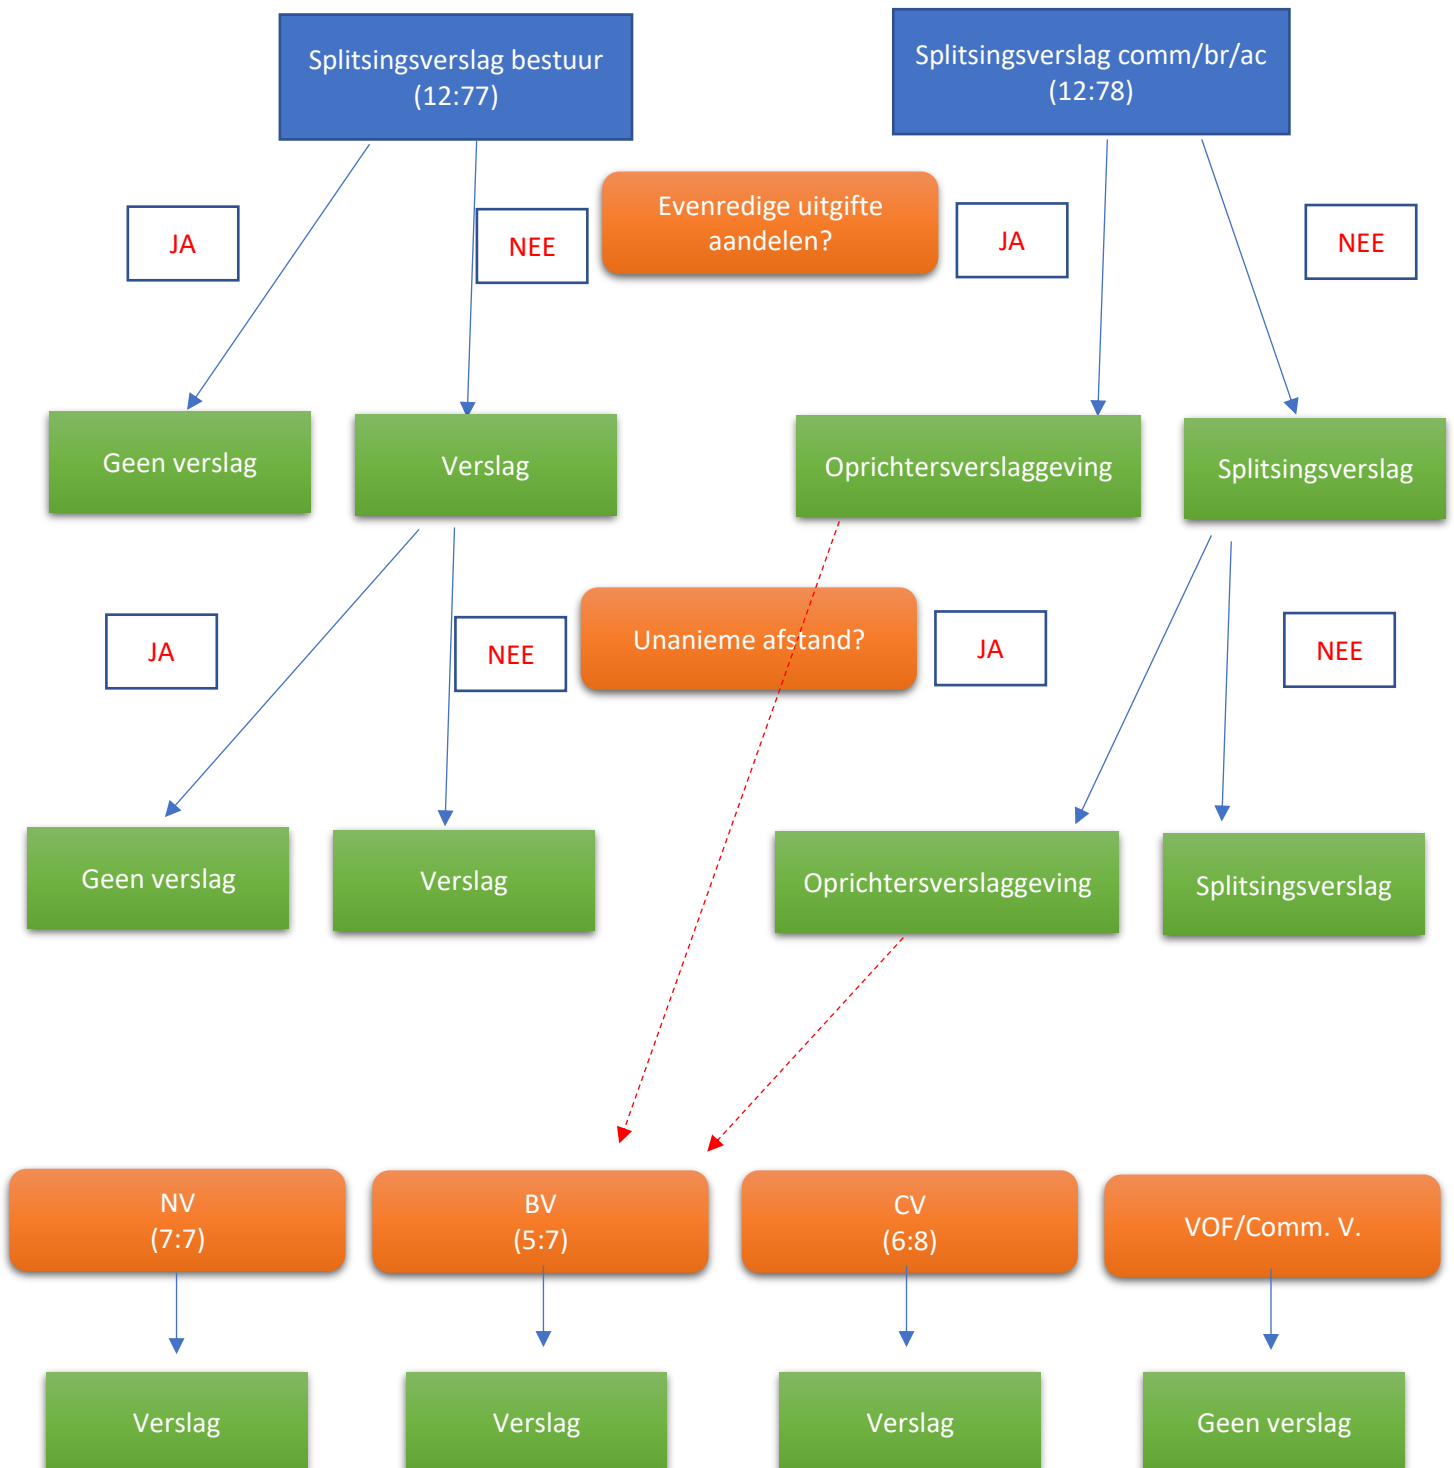 Splitsingsverslag bestuur
(12:77)
Splitsingsverslag comm/br/ac
(12:78)
JA
NEE
Evenredige uitgifte
aandelen?
JA
NEE
Geen verslag
Verslag
Oprichtersverslaggeving
Splitsingsverslag
JA
NEE
Unanieme afstand?
JA
NEE
Geen verslag
Verslag
Oprichtersverslaggeving
Splitsingsverslag
NV
(7:7)
BV
(5:7)
CV
(6:8)
VOF/Comm. V.
Verslag
Verslag
Verslag
Geen verslag